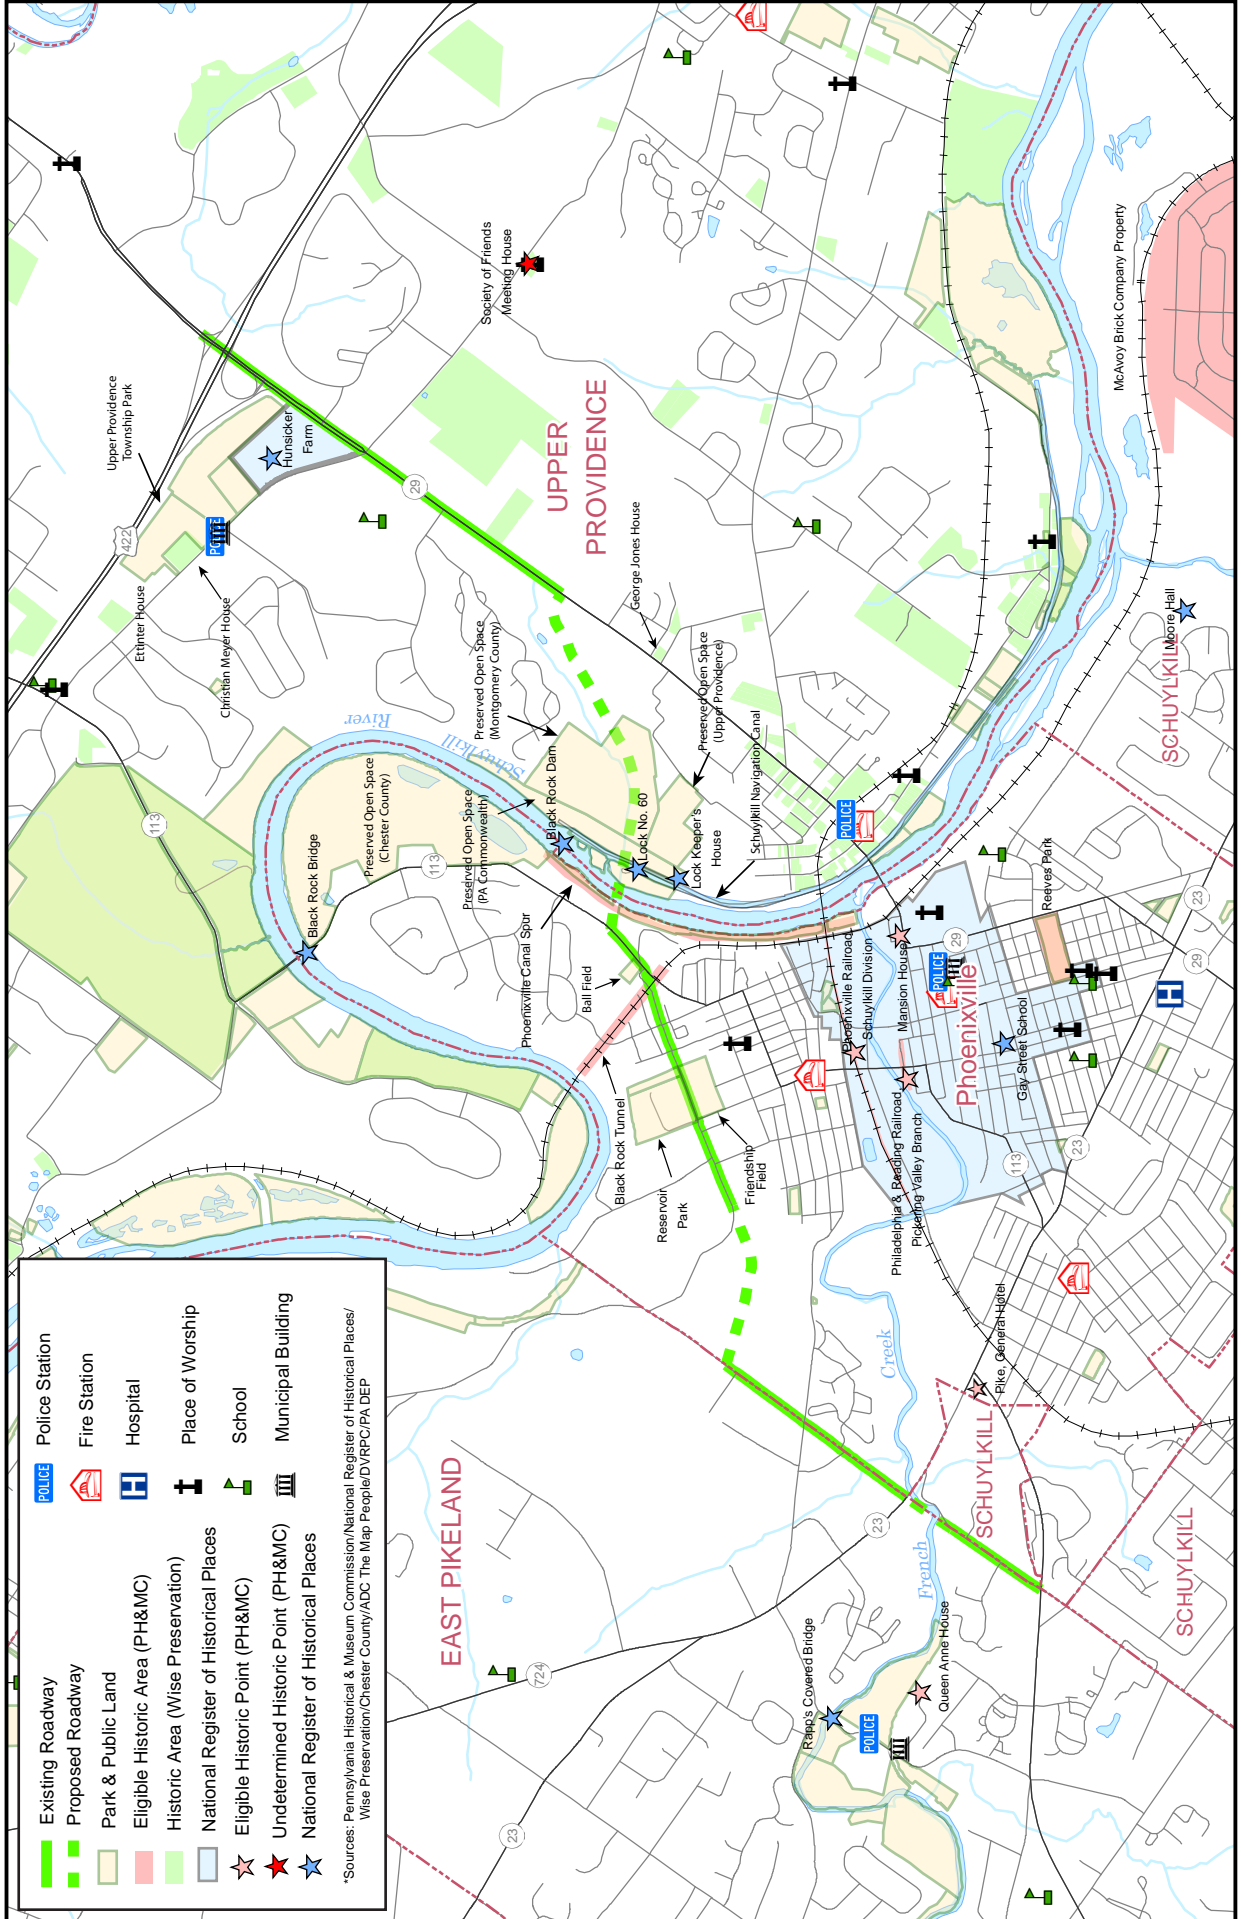 Existing Roadway
Proposed Roadway
Park & Public Land
Eligible Historic Area (PH&MC)
Historic Area (Wise Preservation)
National Register of Historical Places
Eligible Historic Point (PH&MC)
Undetermined Historic Point (PH&MC)
National Register of Historical Places
POLICE
Police Station
Fire Station
H
Hospital
Place of Worship
School
Municipal Building
*Sources: Pennsylvania Historical & Museum Commission/National Register of Historical Places/
Wise Preservation/Chester County/ADC The Map People/DVRPC/PA DEP
Upper Providence
Township Park
Hunsicker
Farm
422
POLICE
Ettinter House
Christian Meyer House
29
Society of Friends
Meeting House
UPPER
PROVIDENCE
George Jones House
113
River
Schuylkill
Preserved Open Space
(Montgomery County)
Preserved Open Space
(Chester County)
Preserved Open Space
(PA Commonwealth)
Preserved Open Space
(Upper Providence)
Black Rock Bridge
113
Black Rock Dam
Lock No. 60
Lock Keeper's
House
Schuylkill Navigation Canal
Phoenixville Canal Spur
Ball Field
Black Rock Tunnel
Reservoir
Park
Friendship
Field
POLICE
McAvoy Brick Company Property
Moore Hall
SCHUYLKILL
Reeves Park
23
29
29
H
Phoenixville Railroad
Schuylkill Division
Mansion House
POLICE
Phoenixville
Gay Street School
Philadelphia & Reading Railroad
Pickering Valley Branch
113
23
Pike, General Hotel
Creek
French
23
SCHUYLKILL
SCHUYLKILL
EAST PIKELAND
724
23
Rapp's Covered Bridge
POLICE
Queen Anne House